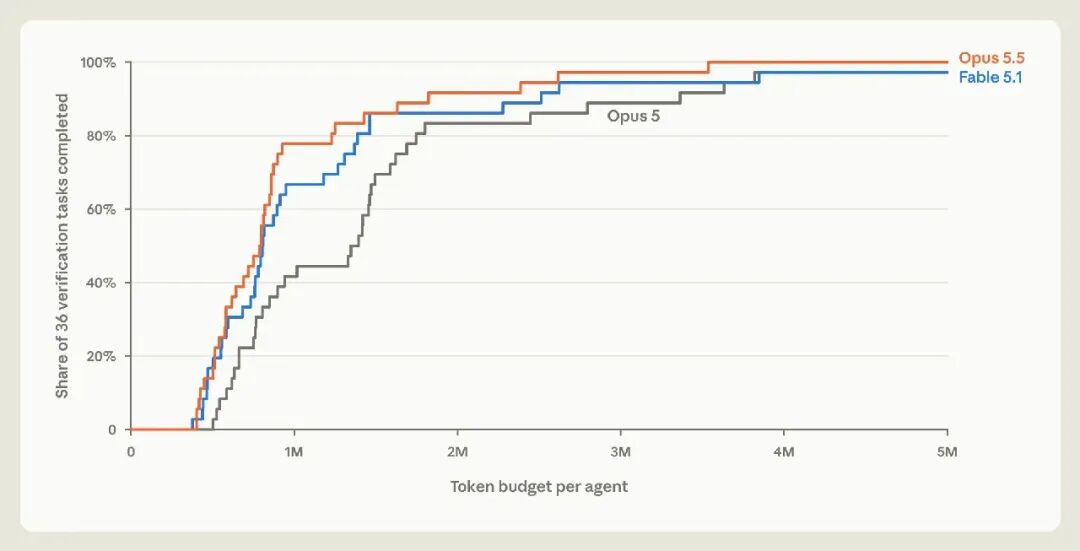 Share of 36 verification tasks completed
100%
80%
60%
40%
20%
0
Opus 5.5
Fable 5.1
Opus 5
0
1M
2M
3M
4M
5M
Token budget per agent